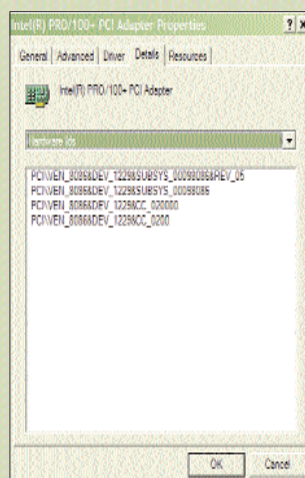 Intel(R) PRO/100+ PCI Adapter Properties
General Advanced Driver Details Resources
Intel(R) PRO/100+ PCI Adapter
Hardware Ids
PCI\VEN_8086&DEV_1229&SUBSYS_00098086&REV_05
PCI\VEN_8086&DEV_1229&SUBSYS_00098086
PCI\VEN_8086&DEV_1229&CC_020000
PCI\VEN_8086&DEV_1229&CC_0200
OK Cancel